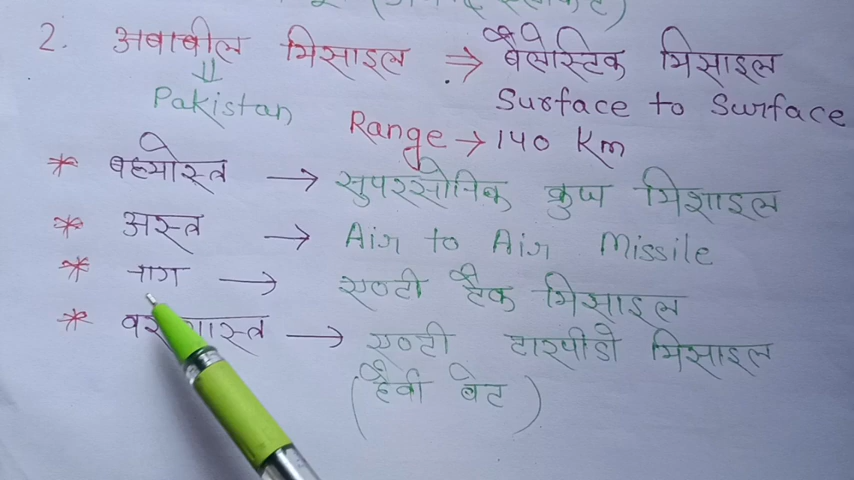 2. अबाबील मिसाइल ⇒ बैलेस्टिक मिसाइल
⇓
Pakistan
Surface to Surface
Range → 140 Km
* बह्मोस्त्र → सुपरसोनिक क्रुज मिशाइल
* अस्त्र → Air to Air Missile
* नाग → एण्टी टैंक मिसाइल
* → एण्टी टारपीडो मिसाइल
(हैवी बेट)